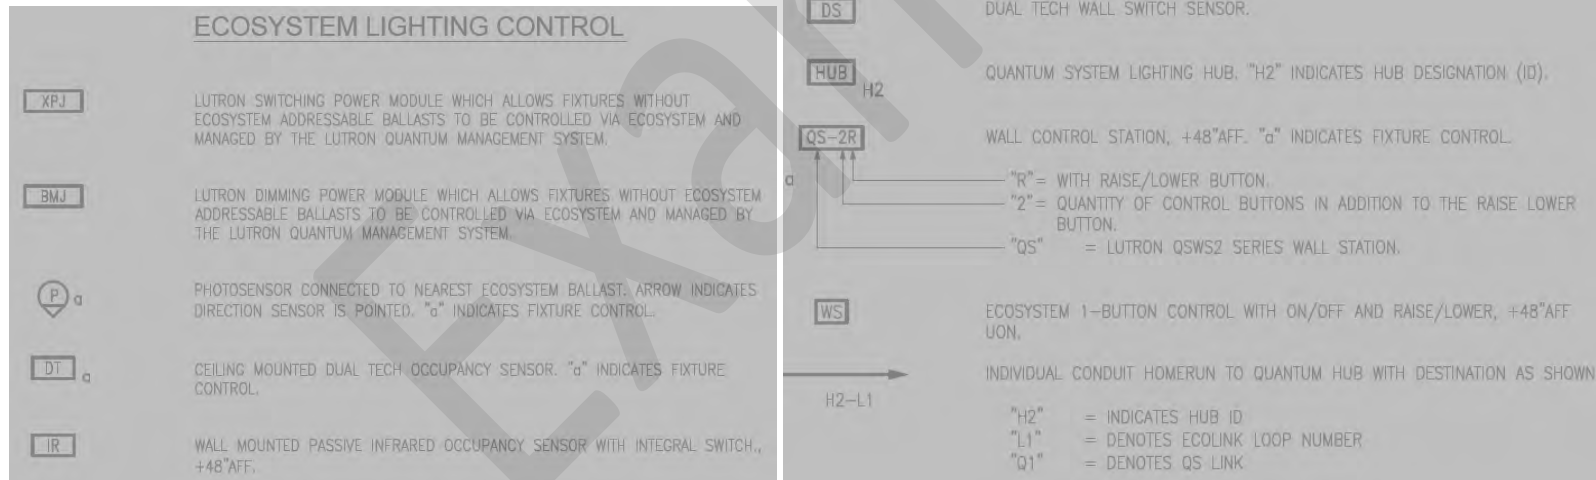 ECOSYSTEM LIGHTING CONTROL
XPJ
LUTRON SWITCHING POWER MODULE WHICH ALLOWS FIXTURES WITHOUT
ECOSYSTEM ADDRESSABLE BALLASTS TO BE CONTROLLED VIA ECOSYSTEM AND
MANAGED BY THE LUTRON QUANTUM MANAGEMENT SYSTEM.
BMJ
LUTRON DIMMING POWER MODULE WHICH ALLOWS FIXTURES WITHOUT ECOSYSTEM
ADDRESSABLE BALLASTS TO BE CONTROLLED VIA ECOSYSTEM AND MANAGED BY
THE LUTRON QUANTUM MANAGEMENT SYSTEM.
P a
PHOTOSENSOR CONNECTED TO NEAREST ECOSYSTEM BALLAST. ARROW INDICATES
DIRECTION SENSOR IS POINTED. "a" INDICATES FIXTURE CONTROL.
DT a
CEILING MOUNTED DUAL TECH OCCUPANCY SENSOR. "a" INDICATES FIXTURE
CONTROL.
IR
WALL MOUNTED PASSIVE INFRARED OCCUPANCY SENSOR WITH INTEGRAL SWITCH.,
+48"AFF.
DS
DUAL TECH WALL SWITCH SENSOR.
HUB H2
QUANTUM SYSTEM LIGHTING HUB. "H2" INDICATES HUB DESIGNATION (ID).
QS-2R
WALL CONTROL STATION, +48"AFF. "a" INDICATES FIXTURE CONTROL.
a
"R" = WITH RAISE/LOWER BUTTON.
"2" = QUANTITY OF CONTROL BUTTONS IN ADDITION TO THE RAISE LOWER
BUTTON.
"QS" = LUTRON QSWS2 SERIES WALL STATION.
WS
ECOSYSTEM 1-BUTTON CONTROL WITH ON/OFF AND RAISE/LOWER, +48"AFF
UON.
INDIVIDUAL CONDUIT HOMERUN TO QUANTUM HUB WITH DESTINATION AS SHOWN
H2-L1
"H2" = INDICATES HUB ID
"L1" = DENOTES ECOLINK LOOP NUMBER
"Q1" = DENOTES QS LINK